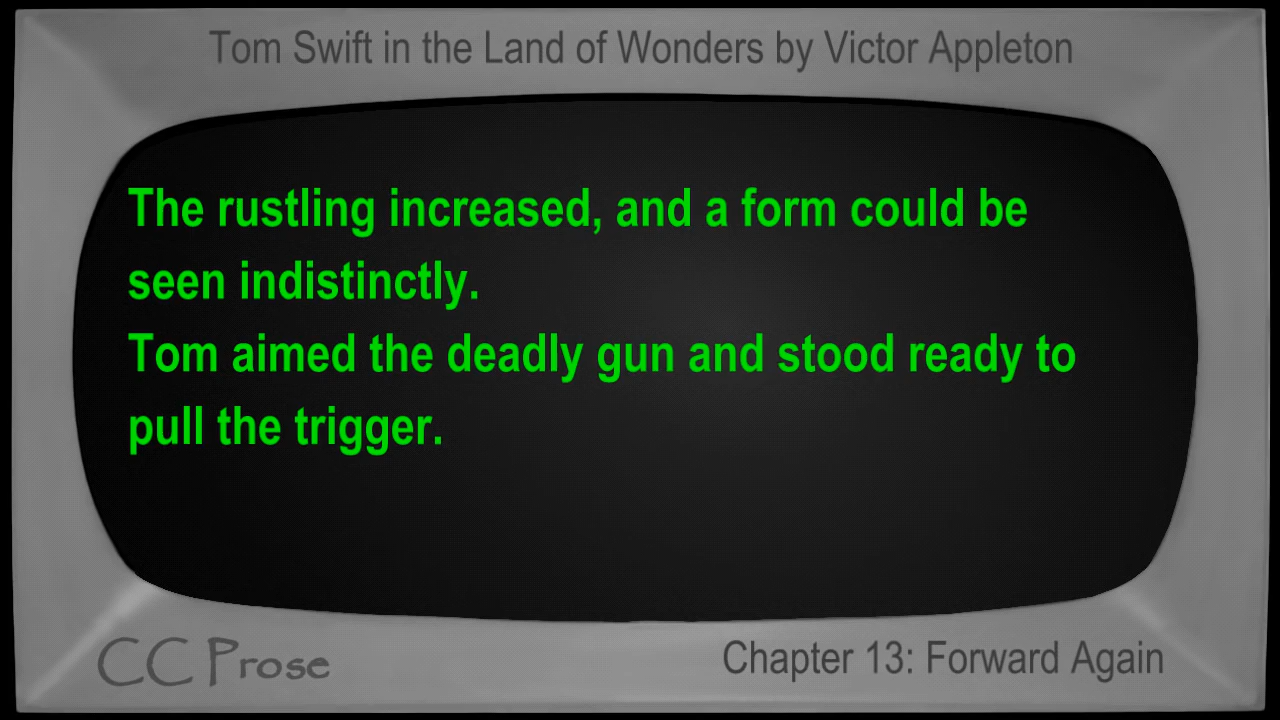 Tom Swift in the Land of Wonders by Victor Appleton
The rustling increased, and a form could be
seen indistinctly.
Tom aimed the deadly gun and stood ready to
pull the trigger.
CC Prose
Chapter 13: Forward Again